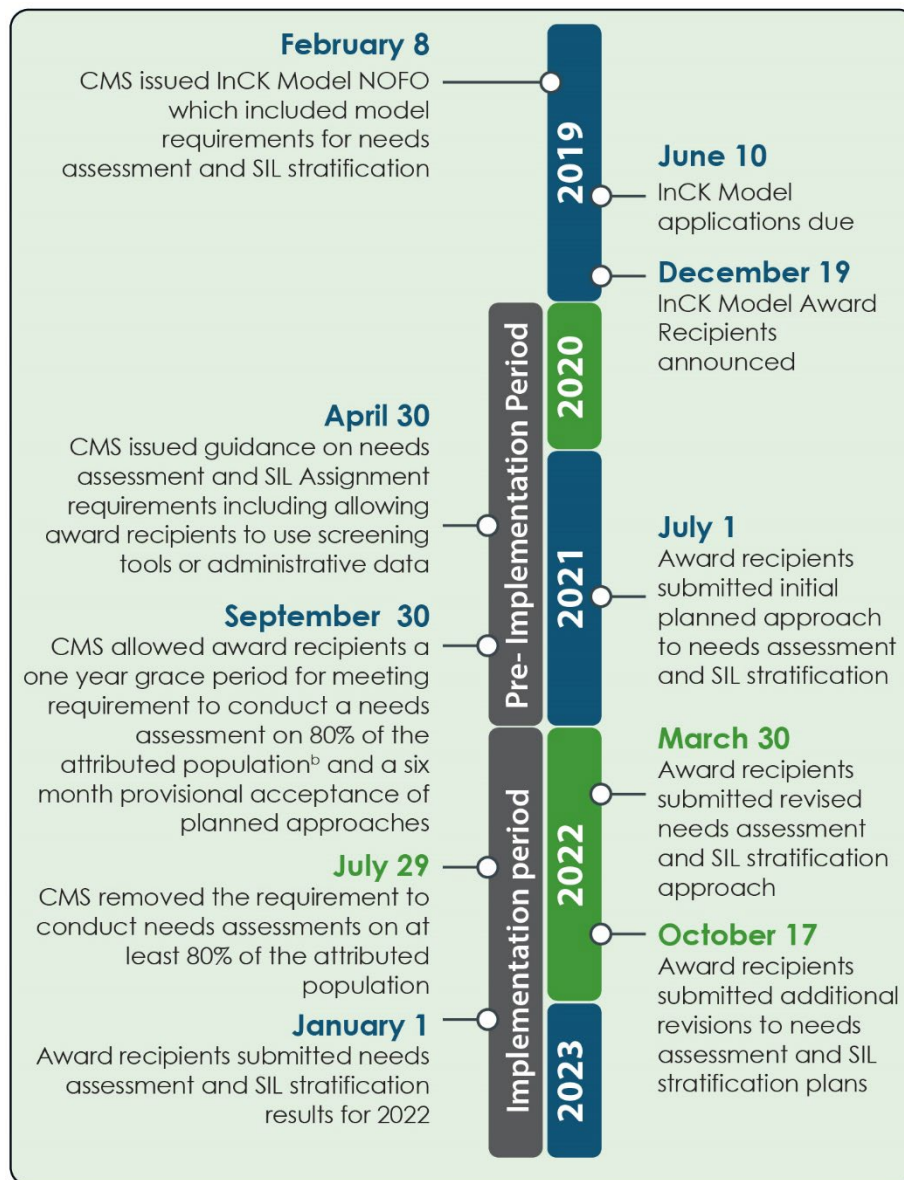 February 8
CMS issued InCK Model NOFO
which included model
requirements for needs
assessment and SIL stratification
2019
June 10
InCK Model
applications due
December 19
InCK Model Award
Recipients
announced
Pre- Implementation Period
2020
April 30
CMS issued guidance on needs
assessment and SIL Assignment
requirements including allowing
award recipients to use screening
tools or administrative data
2021
July 1
Award recipients
submitted initial
planned approach
to needs assessment
and SIL stratification
September 30
CMS allowed award recipients a
one year grace period for meeting
requirement to conduct a needs
assessment on 80% of the
attributed populationᵇ and a six
month provisional acceptance of
planned approaches
Implementation period
2022
March 30
Award recipients
submitted revised
needs assessment
and SIL stratification
approach
July 29
CMS removed the requirement to
conduct needs assessments on at
least 80% of the attributed
population
October 17
Award recipients
submitted additional
revisions to needs
assessment and SIL
stratification plans
January 1
Award recipients submitted needs
assessment and SIL stratification
results for 2022
2023